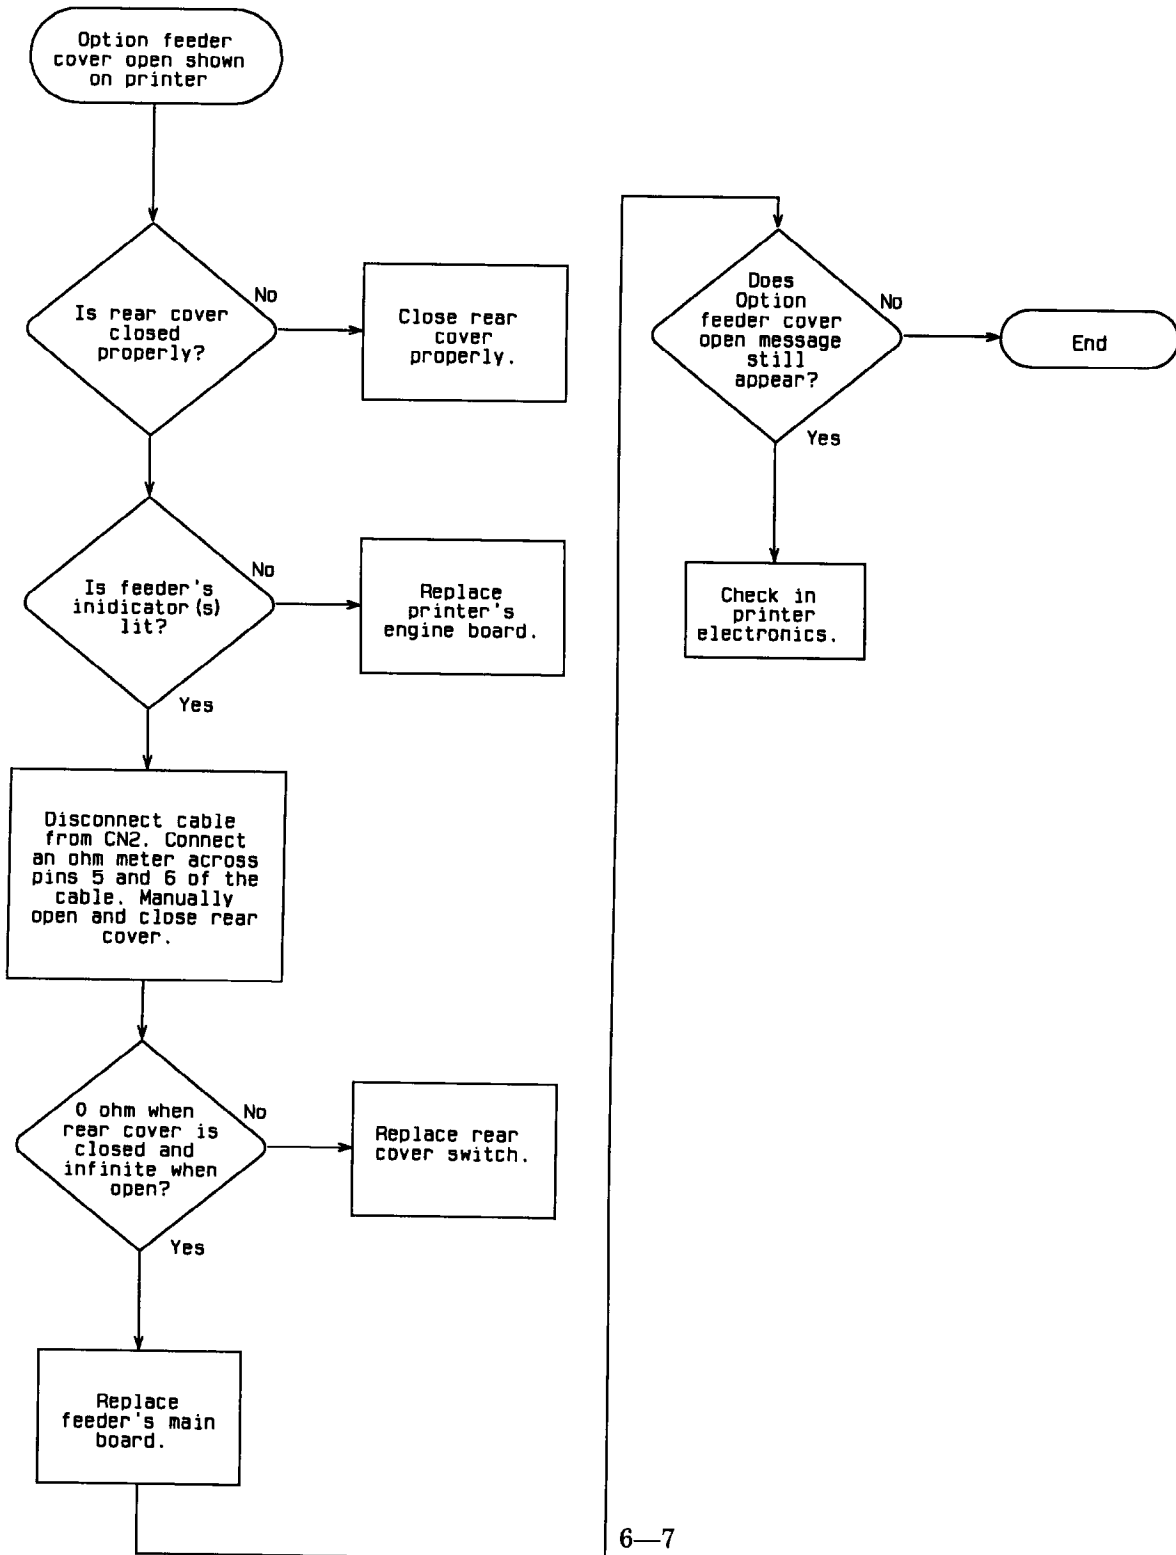 Option feeder
cover open shown
on printer
Is rear cover
closed
properly?
No
Close rear
cover
properly.
Is feeder's
inidicator(s)
lit?
No
Replace
printer's
engine board.
Yes
Disconnect cable
from CN2. Connect
an ohm meter across
pins 5 and 6 of the
cable. Manually
open and close rear
cover.
0 ohm when
rear cover is
closed and
infinite when
open?
No
Replace rear
cover switch.
Yes
Replace
feeder's main
board.
Does
Option
feeder cover
open message
still
appear?
No
End
Yes
Check in
printer
electronics.
6—7